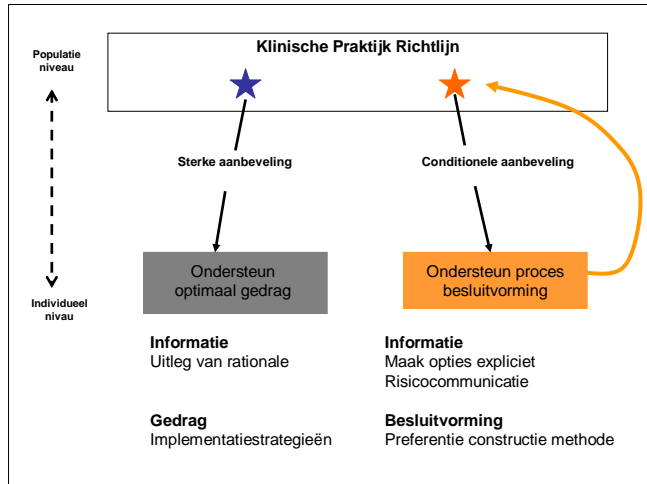 Klinische Praktijk Richtlijn
Populatie
niveau
Sterke aanbeveling
Conditionele aanbeveling
Ondersteun
optimaal gedrag
Ondersteun proces
besluitvorming
Individueel
nivau
Informatie
Uitleg van rationale
Informatie
Maak opties expliciet
Risicocommunicatie
Gedrag
Implementatiestrategieën
Besluitvorming
Preferentie constructie methode